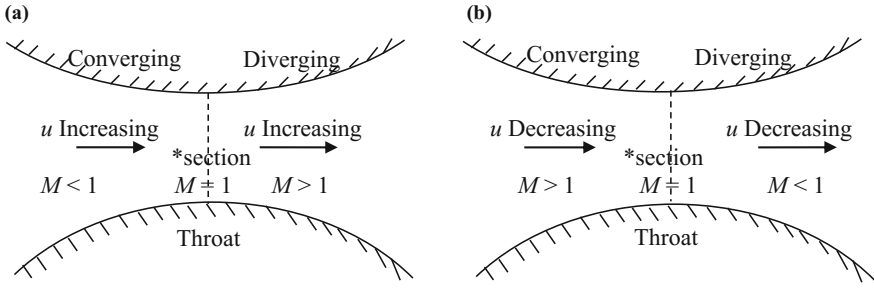 (a)
Converging Diverging
u Increasing u Increasing
*section
M < 1 M = 1 M > 1
Throat
(b)
Converging Diverging
u Decreasing u Decreasing
*section
M > 1 M = 1 M < 1
Throat